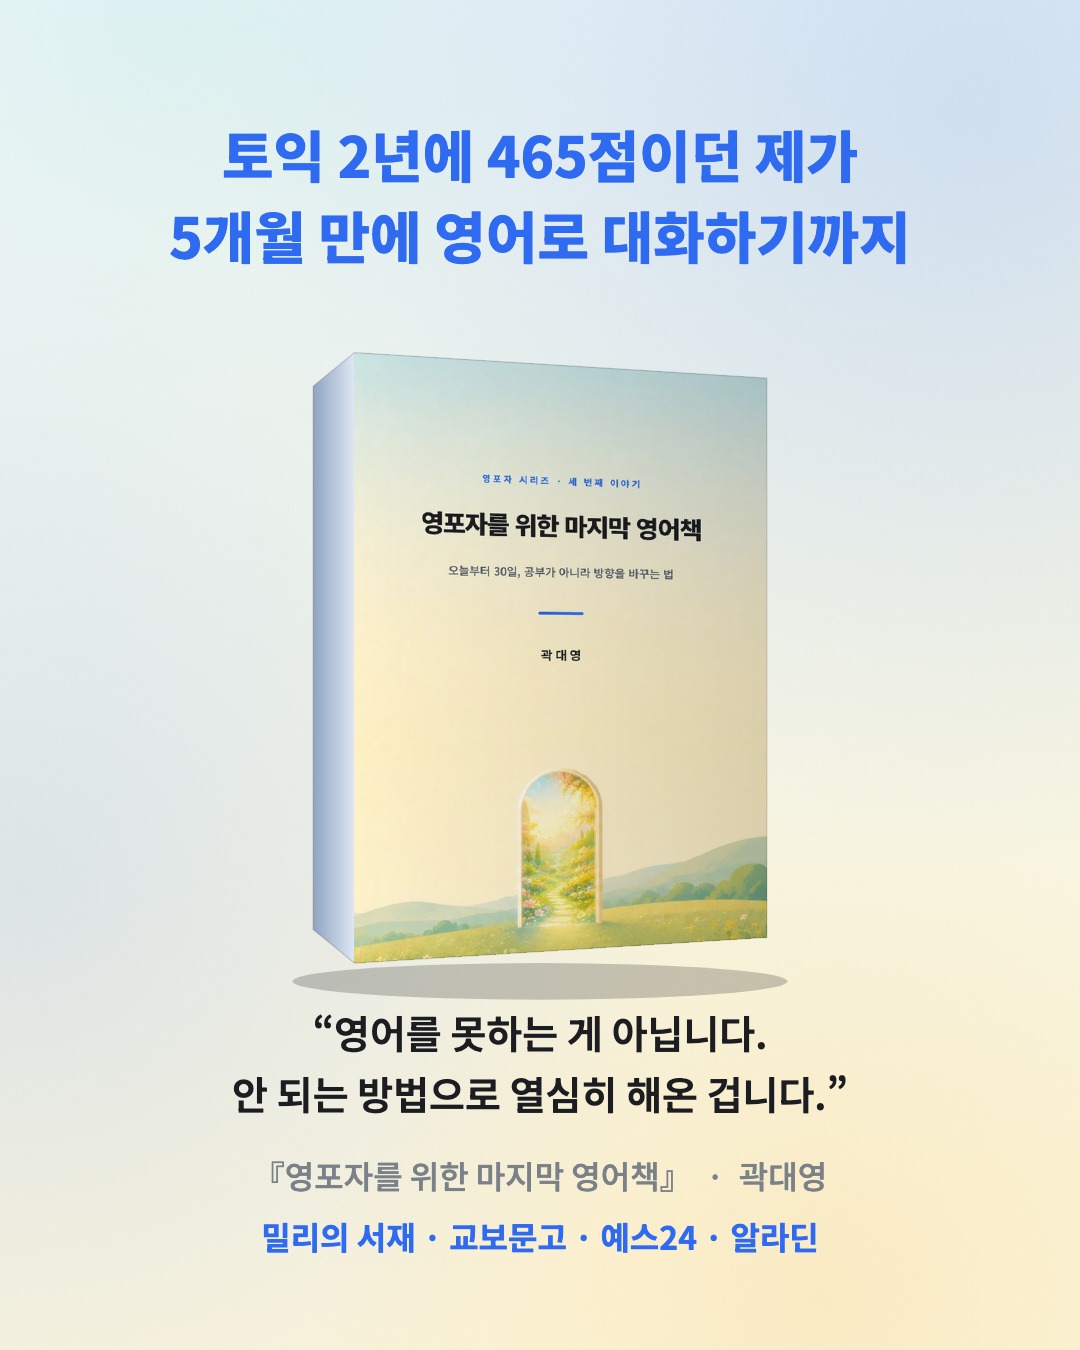 토익 2년에 465점이던 제가
5개월 만에 영어로 대화하기까지
영포자 시리즈 · 세 번째 이야기
영포자를 위한 마지막 영어책
오늘부터 30일, 공부가 아니라 방향을 바꾸는 법
곽대영
“영어를 못하는 게 아닙니다.
안 되는 방법으로 열심히 해온 겁니다.”
『영포자를 위한 마지막 영어책』 · 곽대영
밀리의 서재 · 교보문고 · 예스24 · 알라딘